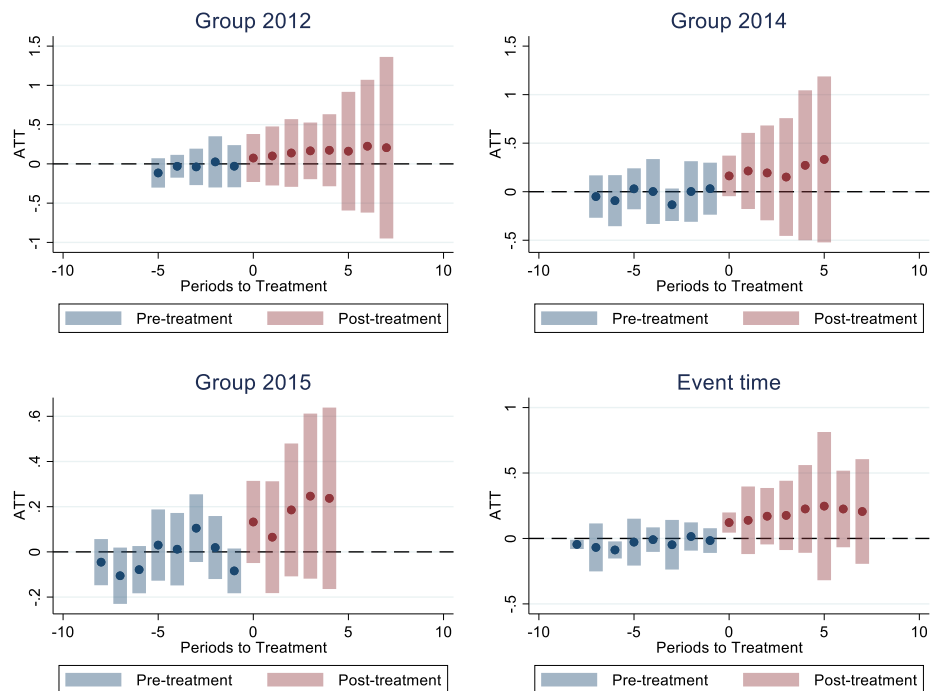 Group 2012
ATT
1.5
1
.5
0
-.5
-1
-10 -5 0 5 10
Periods to Treatment
Pre-treatment Post-treatment
Group 2014
ATT
1.5
1
.5
0
-.5
-10 -5 0 5 10
Periods to Treatment
Pre-treatment Post-treatment
Group 2015
ATT
.6
.4
.2
0
-.2
-10 -5 0 5 10
Periods to Treatment
Pre-treatment Post-treatment
Event time
ATT
1
.5
0
-.5
-10 -5 0 5 10
Periods to Treatment
Pre-treatment Post-treatment